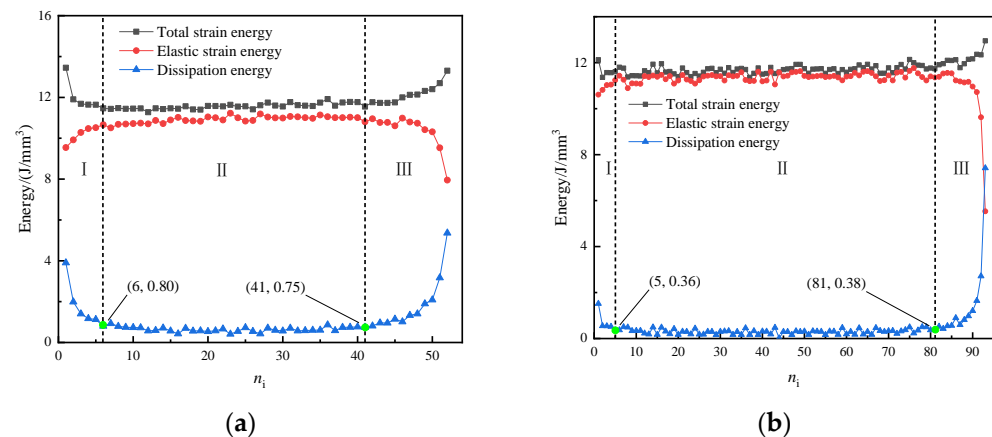 16
12
8
4
0
Energy/(J/mm³)
Total strain energy
Elastic strain energy
Dissipation energy
Ⅰ
Ⅱ
Ⅲ
(6, 0.80)
(41, 0.75)
0 10 20 30 40 50
nᵢ
(a)
12
8
4
0
Energy/J/mm³)
Total strain energy
Elastic strain energy
Dissipation energy
Ⅰ
Ⅱ
Ⅲ
(5, 0.36)
(81, 0.38)
0 10 20 30 40 50 60 70 80 90
nᵢ
(b)